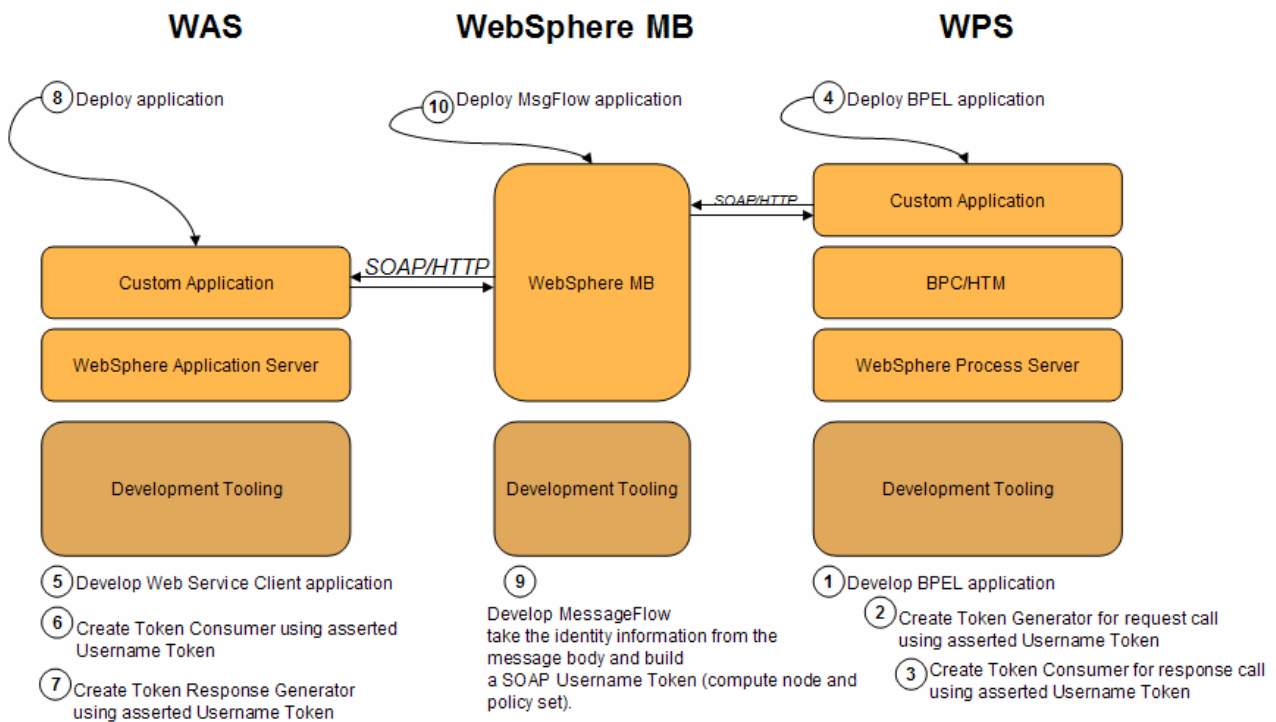 WAS
WebSphere MB
WPS
8 Deploy application
10 Deploy MsgFlow application
4 Deploy BPEL application
SOAP/HTTP
Custom Application
Custom Application
SOAP/HTTP
WebSphere MB
BPC/HTM
WebSphere Application Server
WebSphere Process Server
Development Tooling
Development Tooling
Development Tooling
5 Develop Web Service Client application
6 Create Token Consumer using asserted
Username Token
7 Create Token Response Generator
using asserted Username Token
9
Develop MessageFlow
take the identity information from the
message body and build
a SOAP Username Token (compute node and
policy set).
1 Develop BPEL application
2 Create Token Generator for request call
using asserted Username Token
3 Create Token Consumer for response call
using asserted Username Token